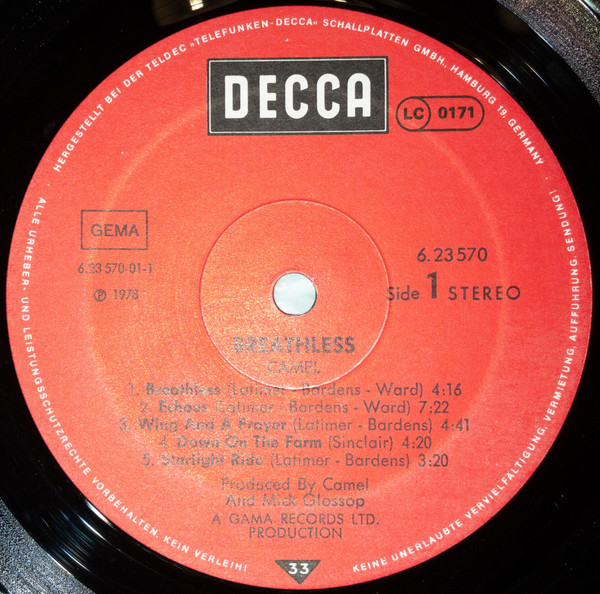 HERGESTELLT BEI DER TELDEC „TELEFUNKEN-DECCA“ SCHALLPLATTEN GMBH., HAMBURG 19, GERMANY
DECCA
LC 0171
GEMA
6.23 570-01-1
℗ 1978
6.23570
Side 1 STEREO
BREATHLESS
CAMEL
1. Breathless (Latimer - Bardens - Ward) 4:16
2. Echoes (Latimer - Bardens - Ward) 7:22
3. Wing And A Prayer (Latimer - Bardens) 4:41
4. Down On The Farm (Sinclair) 4:20
5. Starlight Ride (Latimer - Bardens) 3:20
Produced By Camel
And Mick Glossop
A GAMA RECORDS LTD.
PRODUCTION
33
ALLE URHEBER- UND LEISTUNGSSCHUTZRECHTE VORBEHALTEN. KEIN VERLEIH!
KEINE UNERLAUBTE VERVIELFÄLTIGUNG, VERMIETUNG, AUFFÜHRUNG, SENDUNG!